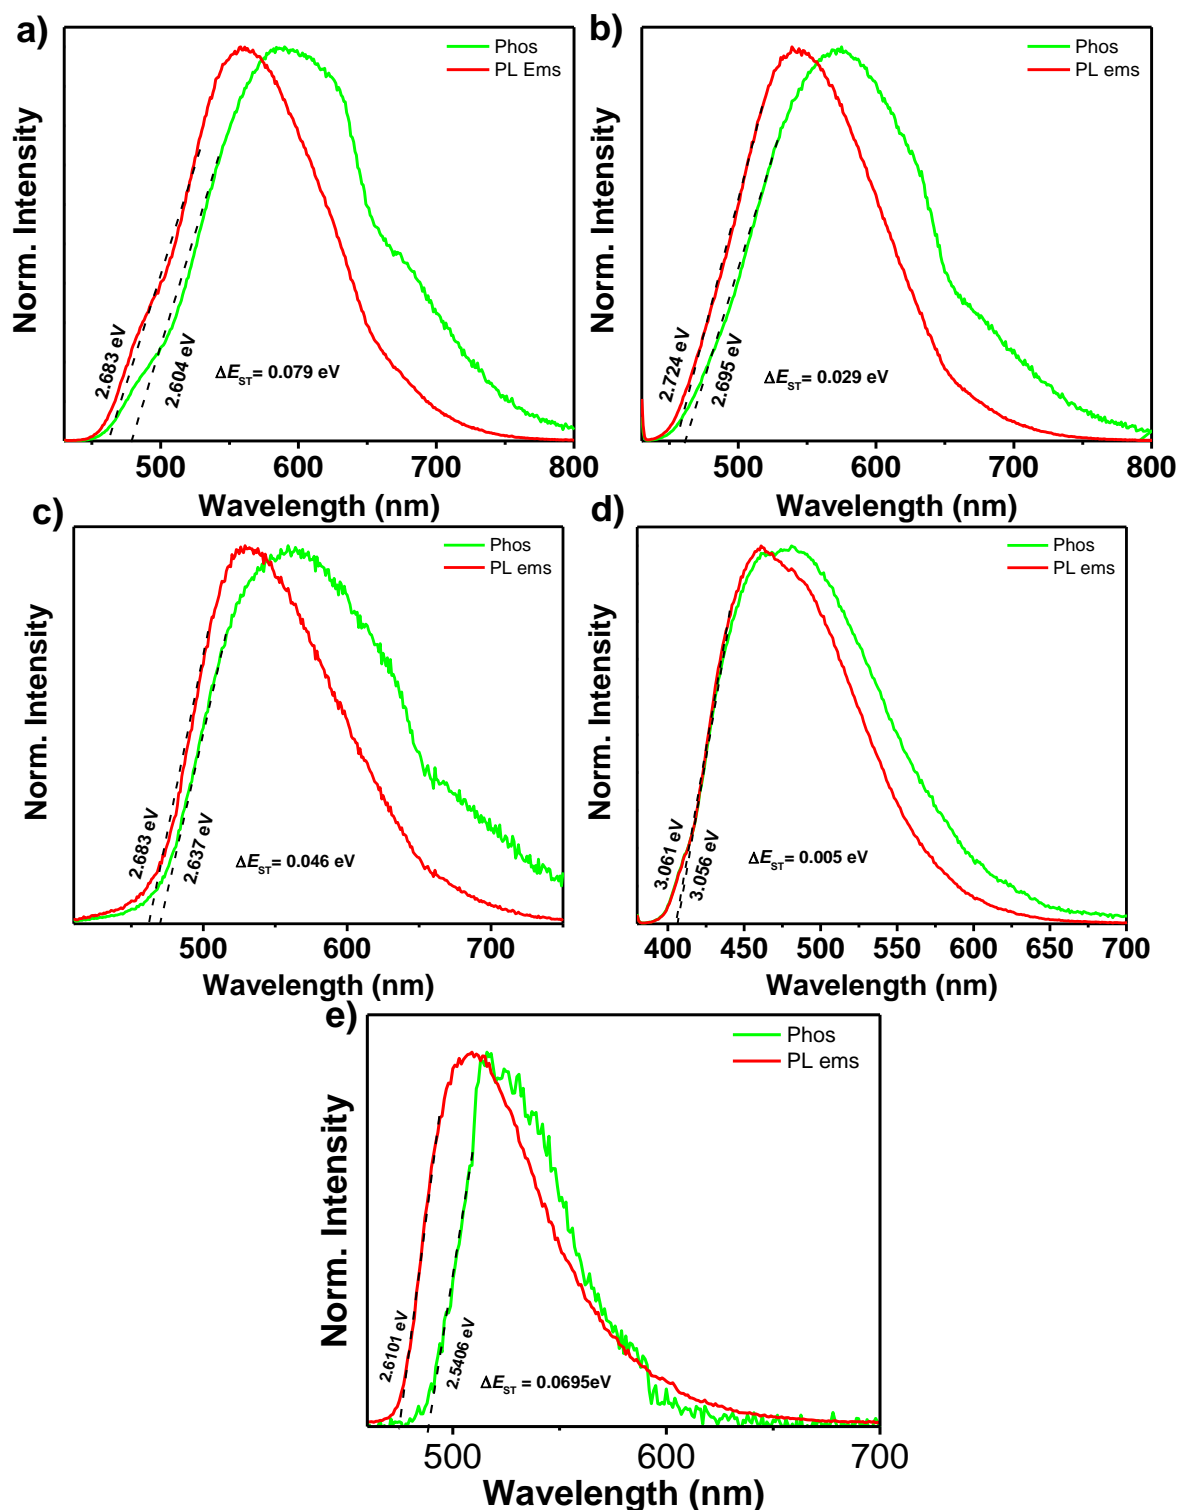 a)
Phos
PL Ems
Norm. Intensity
2.683 eV
2.604 eV
ΔE_ST = 0.079 eV
500 600 700 800
Wavelength (nm)
b)
Phos
PL ems
Norm. Intensity
2.724 eV
2.695 eV
ΔE_ST = 0.029 eV
500 600 700 800
Wavelength (nm)
c)
Phos
PL ems
Norm. Intensity
2.683 eV
2.637 eV
ΔE_ST = 0.046 eV
500 600 700
Wavelength (nm)
d)
Phos
PL ems
Norm. Intensity
3.061 eV
3.056 eV
ΔE_ST = 0.005 eV
400 450 500 550 600 650 700
Wavelength (nm)
e)
Phos
PL ems
Norm. Intensity
2.6101 eV
2.5406 eV
ΔE_ST = 0.0695eV
500 600 700
Wavelength (nm)